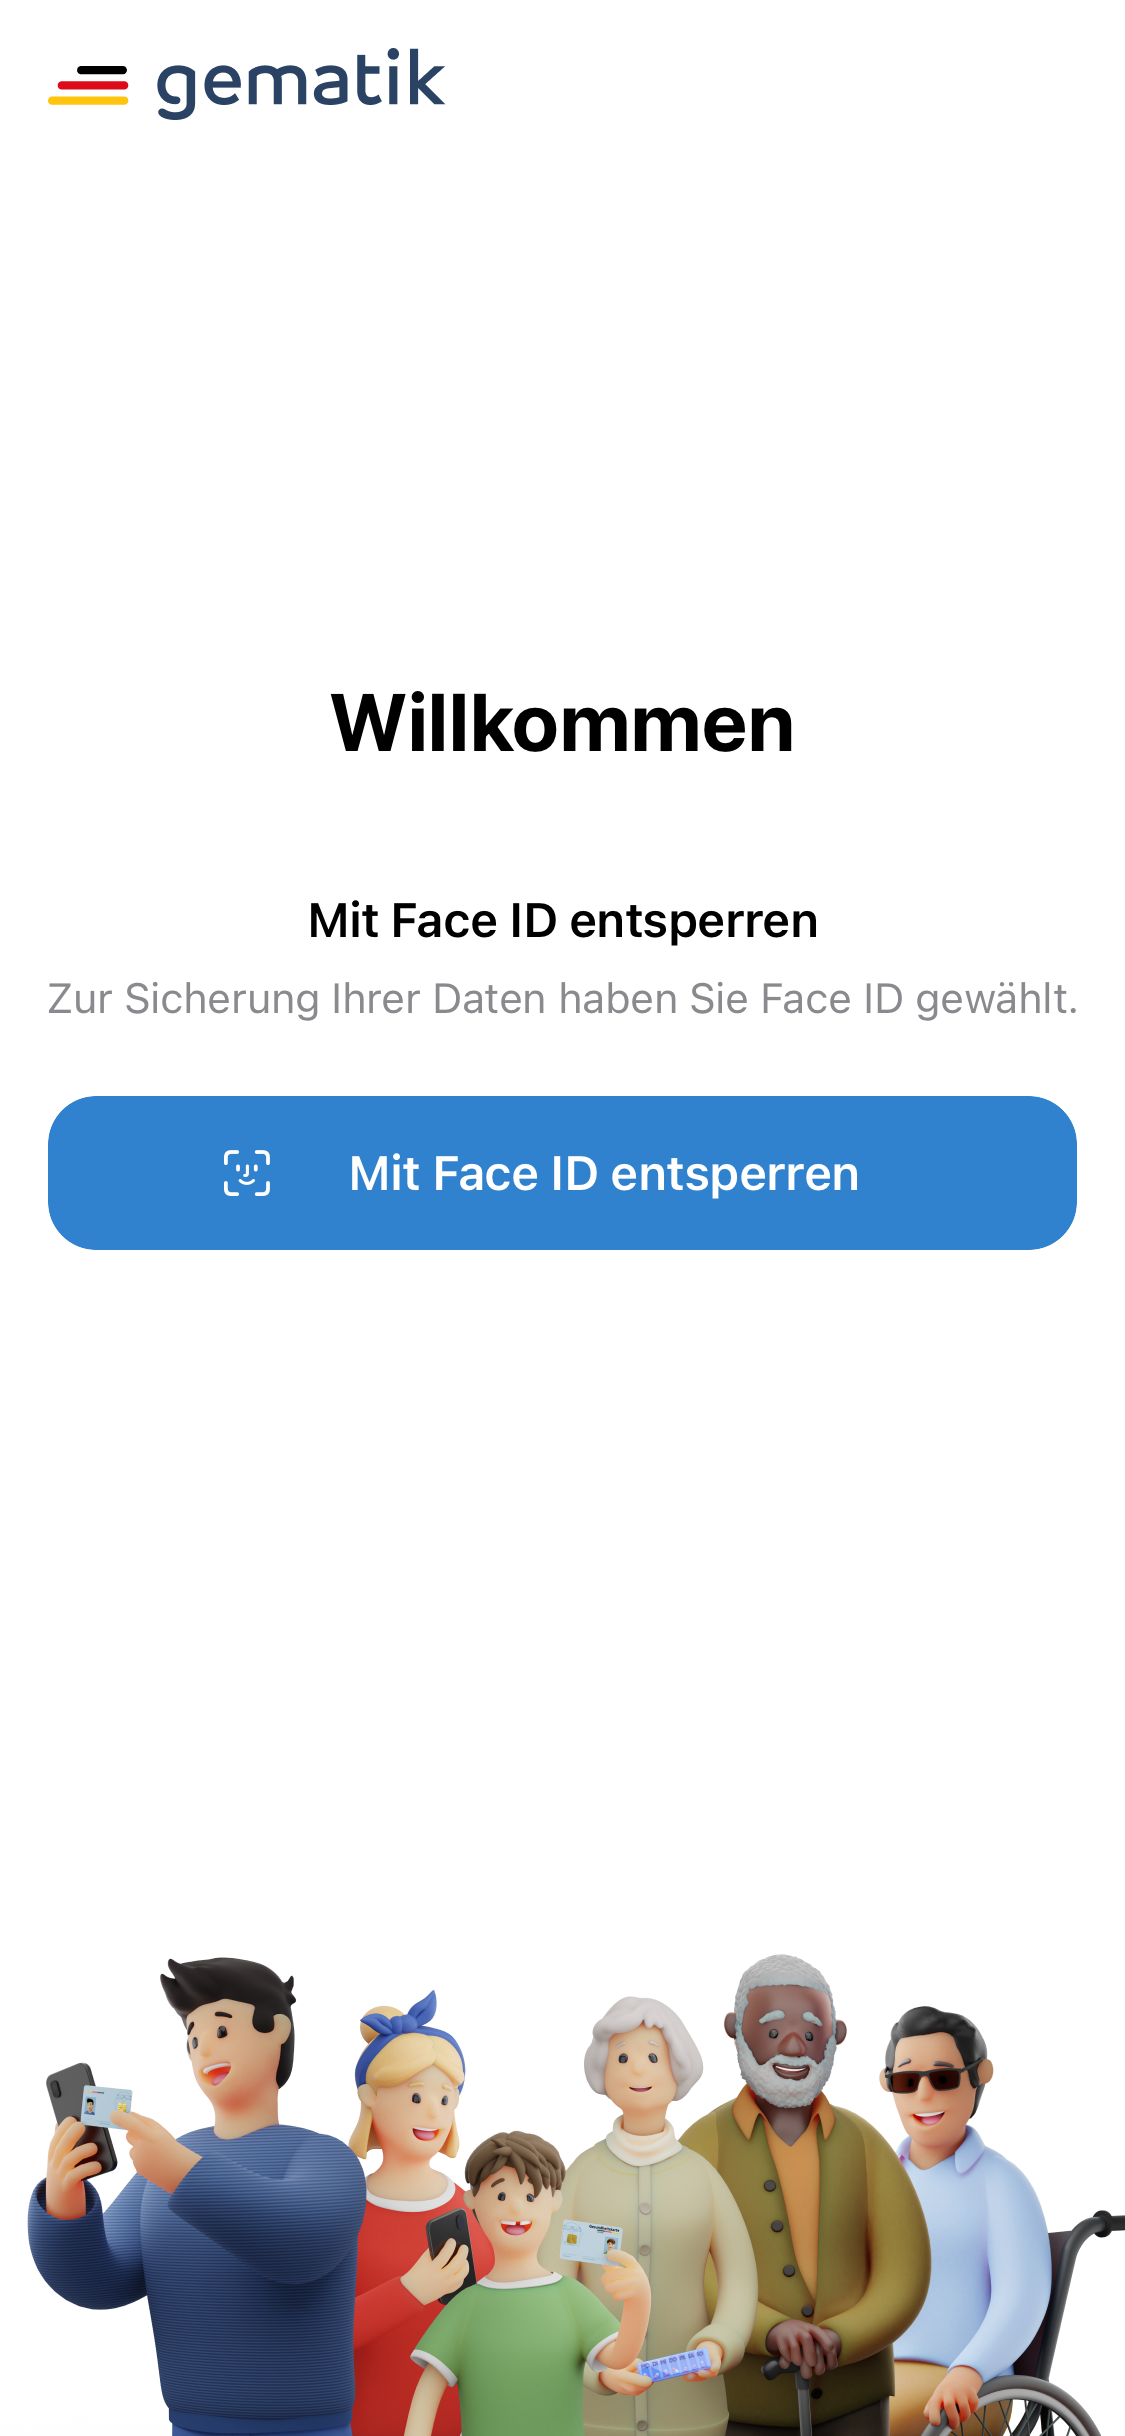 gematik
Willkommen
Mit Face ID entsperren
Zur Sicherung Ihrer Daten haben Sie Face ID gewählt.
Mit Face ID entsperren